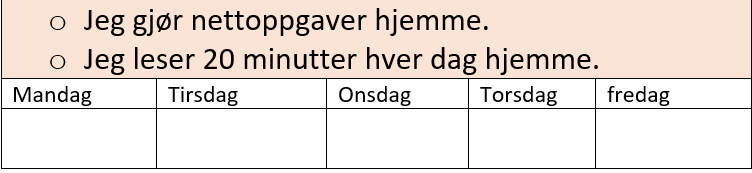 o Jeg gjør nettoppgaver hjemme.
o Jeg leser 20 minutter hver dag hjemme.
Mandag Tirsdag Onsdag Torsdag fredag